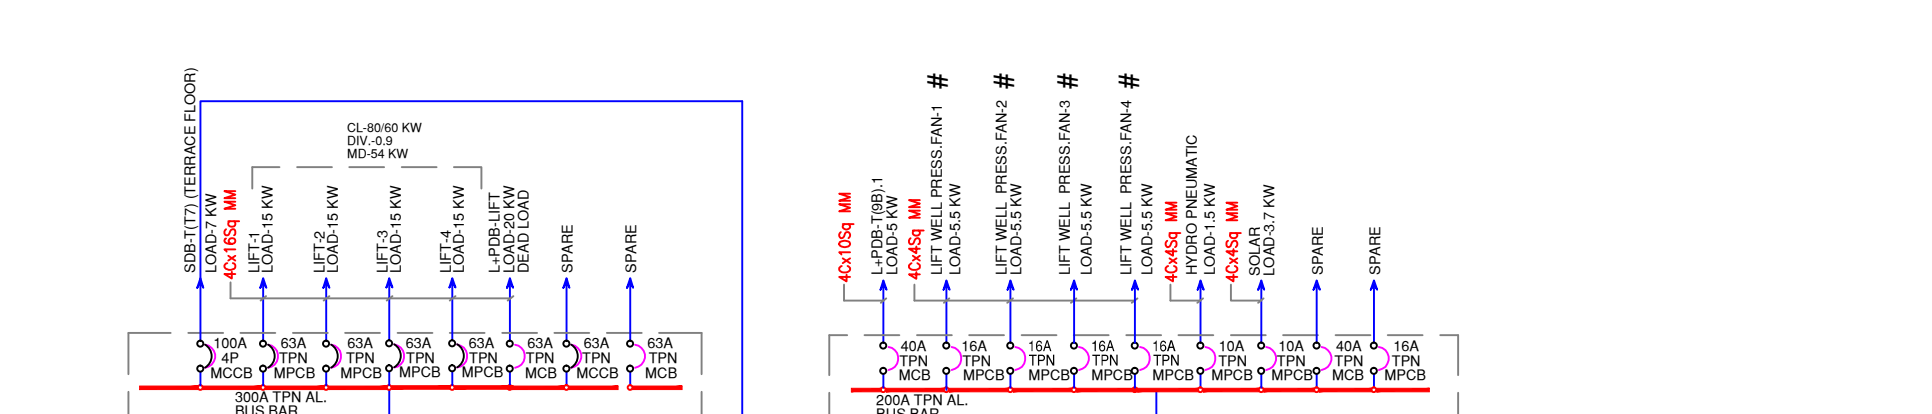 CL-80/60 KW
DIV.-0.9
MD-54 KW
SDB-T(T7) (TERRACE FLOOR)
LOAD-7 KW
4Cx16Sq MM
LIFT-1
LOAD-15 KW
LIFT-2
LOAD-15 KW
LIFT-3
LOAD-15 KW
LIFT-4
LOAD-15 KW
L+PDB-LIFT
LOAD-20 KW
DEAD LOAD
SPARE
SPARE
100A
4P
MCCB
63A
TPN
MPCB
63A
TPN
MPCB
63A
TPN
MPCB
63A
TPN
MPCB
63A
TPN
MCB
63A
TPN
MCCB
63A
TPN
MCB
300A TPN AL.
BUS BAR
4Cx10Sq MM
L+PDB-T(9B).1
LOAD-5 KW
4Cx4Sq MM
LIFT WELL PRESS.FAN-1 #
LOAD-5.5 KW
LIFT WELL PRESS.FAN-2 #
LOAD-5.5 KW
LIFT WELL PRESS.FAN-3 #
LOAD-5.5 KW
LIFT WELL PRESS.FAN-4 #
LOAD-5.5 KW
4Cx4Sq MM
HYDRO PNEUMATIC
LOAD-1.5 KW
4Cx4Sq MM
SOLAR
LOAD-3.7 KW
SPARE
SPARE
40A
TPN
MCB
16A
TPN
MPCB
16A
TPN
MPCB
16A
TPN
MPCB
16A
TPN
MPCB
10A
TPN
MPCB
10A
TPN
MPCB
40A
TPN
MCB
16A
TPN
MPCB
200A TPN AL.
BUS BAR